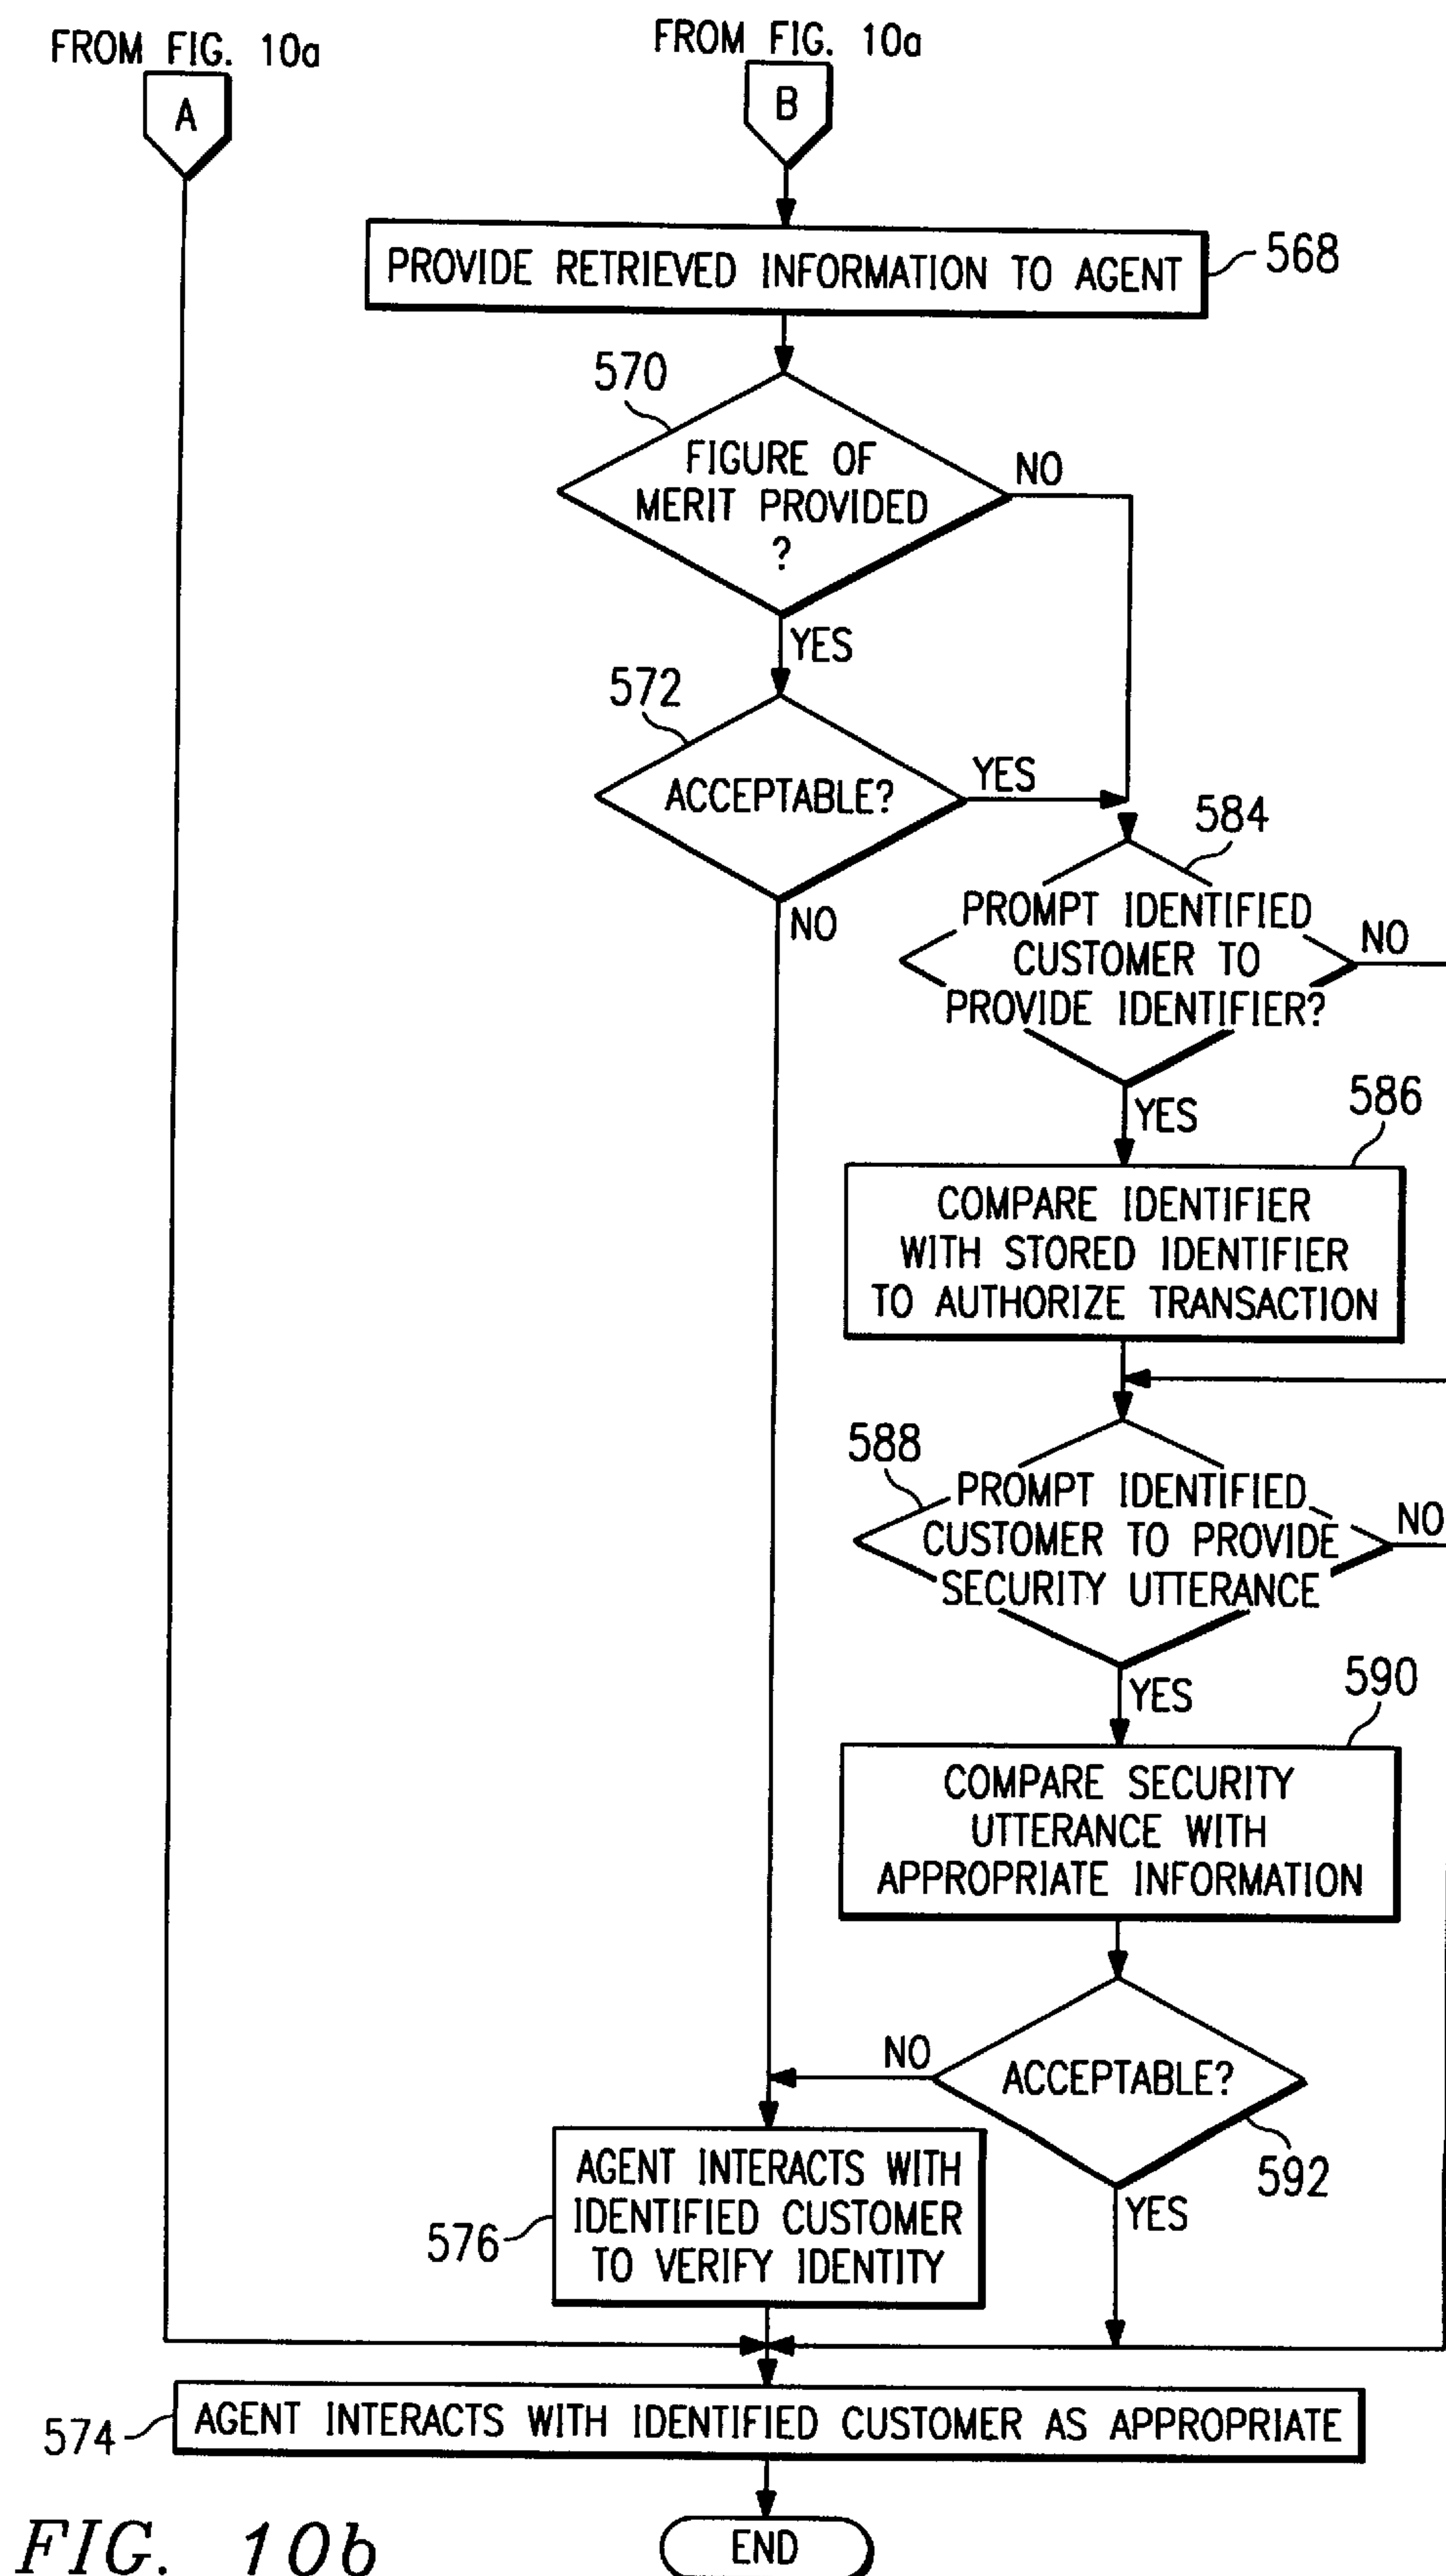 FROM FIG. 10a
A
FROM FIG. 10a
B
PROVIDE RETRIEVED INFORMATION TO AGENT
568
570
FIGURE OF
MERIT PROVIDED
?
NO
YES
572
ACCEPTABLE?
YES
NO
584
PROMPT IDENTIFIED
CUSTOMER TO
PROVIDE IDENTIFIER?
NO
YES
586
COMPARE IDENTIFIER
WITH STORED IDENTIFIER
TO AUTHORIZE TRANSACTION
588
PROMPT IDENTIFIED
CUSTOMER TO PROVIDE
SECURITY UTTERANCE
NO
YES
590
COMPARE SECURITY
UTTERANCE WITH
APPROPRIATE INFORMATION
NO
ACCEPTABLE?
592
YES
AGENT INTERACTS WITH
IDENTIFIED CUSTOMER
TO VERIFY IDENTITY
576
574
AGENT INTERACTS WITH IDENTIFIED CUSTOMER AS APPROPRIATE
END
FIG. 10b